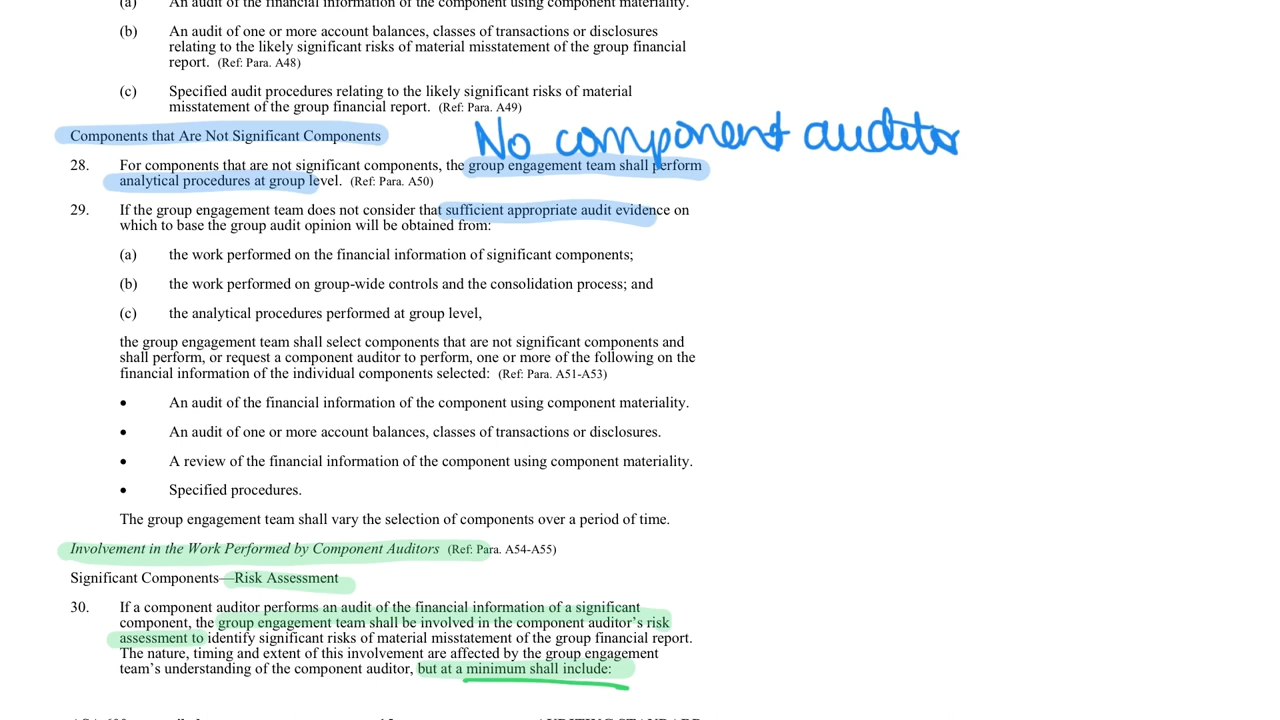 (a) An audit of the financial information of the component using component materiality.
(b) An audit of one or more account balances, classes of transactions or disclosures
relating to the likely significant risks of material misstatement of the group financial
report. (Ref: Para. A48)
(c) Specified audit procedures relating to the likely significant risks of material
misstatement of the group financial report. (Ref: Para. A49)
Components that Are Not Significant Components
No component auditor
28. For components that are not significant components, the group engagement team shall perform
analytical procedures at group level. (Ref: Para. A50)
29. If the group engagement team does not consider that sufficient appropriate audit evidence on
which to base the group audit opinion will be obtained from:
(a) the work performed on the financial information of significant components;
(b) the work performed on group-wide controls and the consolidation process; and
(c) the analytical procedures performed at group level,
the group engagement team shall select components that are not significant components and
shall perform, or request a component auditor to perform, one or more of the following on the
financial information of the individual components selected: (Ref: Para. A51-A53)
• An audit of the financial information of the component using component materiality.
• An audit of one or more account balances, classes of transactions or disclosures.
• A review of the financial information of the component using component materiality.
• Specified procedures.
The group engagement team shall vary the selection of components over a period of time.
Involvement in the Work Performed by Component Auditors (Ref: Para. A54-A55)
Significant Components—Risk Assessment
30. If a component auditor performs an audit of the financial information of a significant
component, the group engagement team shall be involved in the component auditor's risk
assessment to identify significant risks of material misstatement of the group financial report.
The nature, timing and extent of this involvement are affected by the group engagement
team's understanding of the component auditor, but at a minimum shall include: